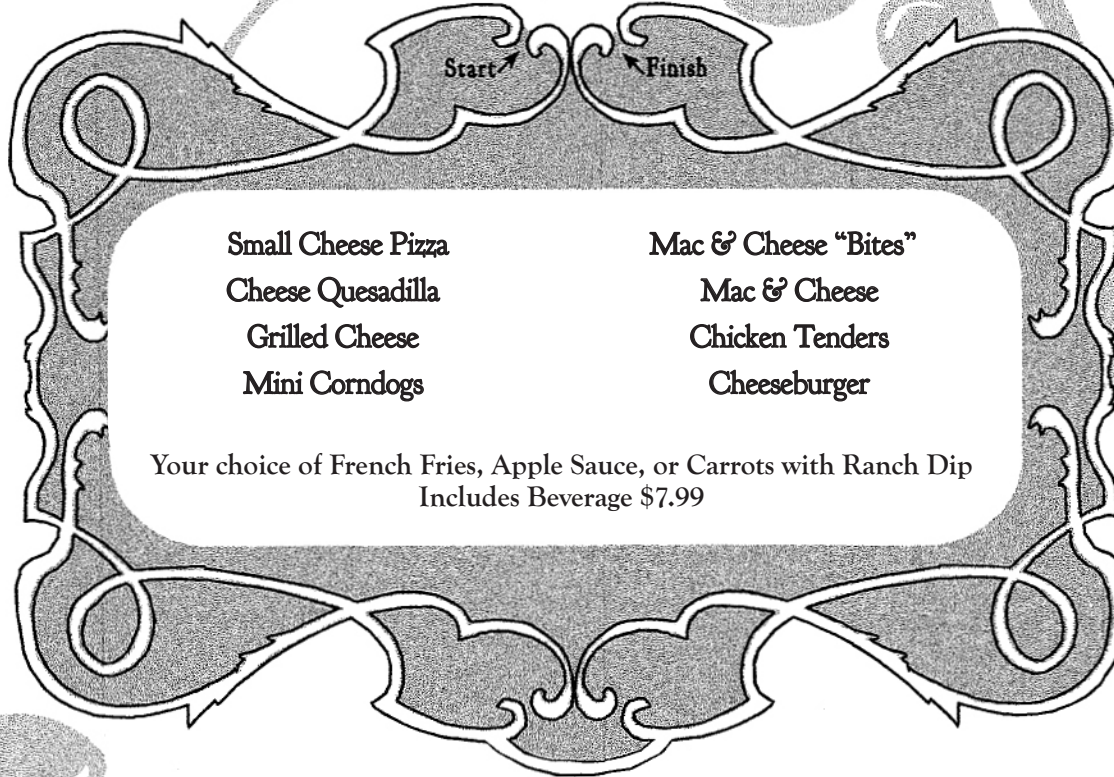 Start
Finish
Small Cheese Pizza
Cheese Quesadilla
Grilled Cheese
Mini Corndogs
Mac & Cheese “Bites”
Mac & Cheese
Chicken Tenders
Cheeseburger
Your choice of French Fries, Apple Sauce, or Carrots with Ranch Dip
Includes Beverage $7.99